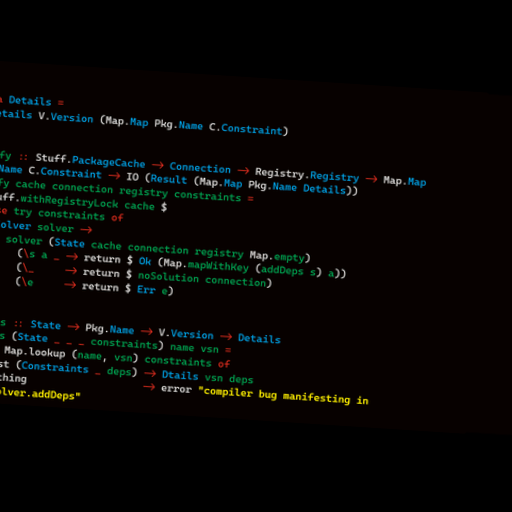 Details =
etails V.Version (Map.Map Pkg.Name C.Constraint)
fy :: Stuff.PackageCache → Connection → Registry.Registry → Map.Map
Name C.Constraint → IO (Result (Map.Map Pkg.Name Details))
fy cache connection registry constraints =
uff.withRegistryLock cache $
se try constraints of
olver solver →
solver (State cache connection registry Map.empty)
(\s a _ → return $ Ok (Map.mapWithKey (addDeps s) a))
(\_ → return $ noSolution connection)
(\e → return $ Err e)
s :: State → Pkg.Name → V.Version → Details
s (State _ _ _ constraints) name vsn =
Map.lookup (name, vsn) constraints of
st (Constraints _ deps) → Dtails vsn deps
thing → error "compiler bug manifesting in
olver.addDeps"